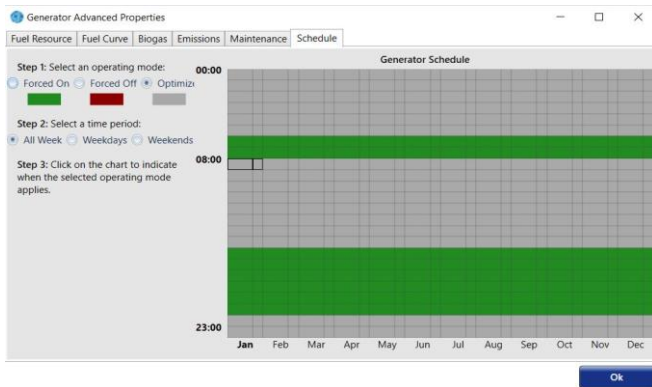 Generator Advanced Properties
Fuel Resource Fuel Curve Biogas Emissions Maintenance Schedule
Generator Schedule
Step 1: Select an operating mode:
Forced On Forced Off Optimiz
Step 2: Select a time period:
All Week Weekdays Weekends
Step 3: Click on the chart to indicate
when the selected operating mode
applies.
00:00
08:00
23:00
Jan Feb Mar Apr May Jun Jul Aug Sep Oct Nov Dec
Ok